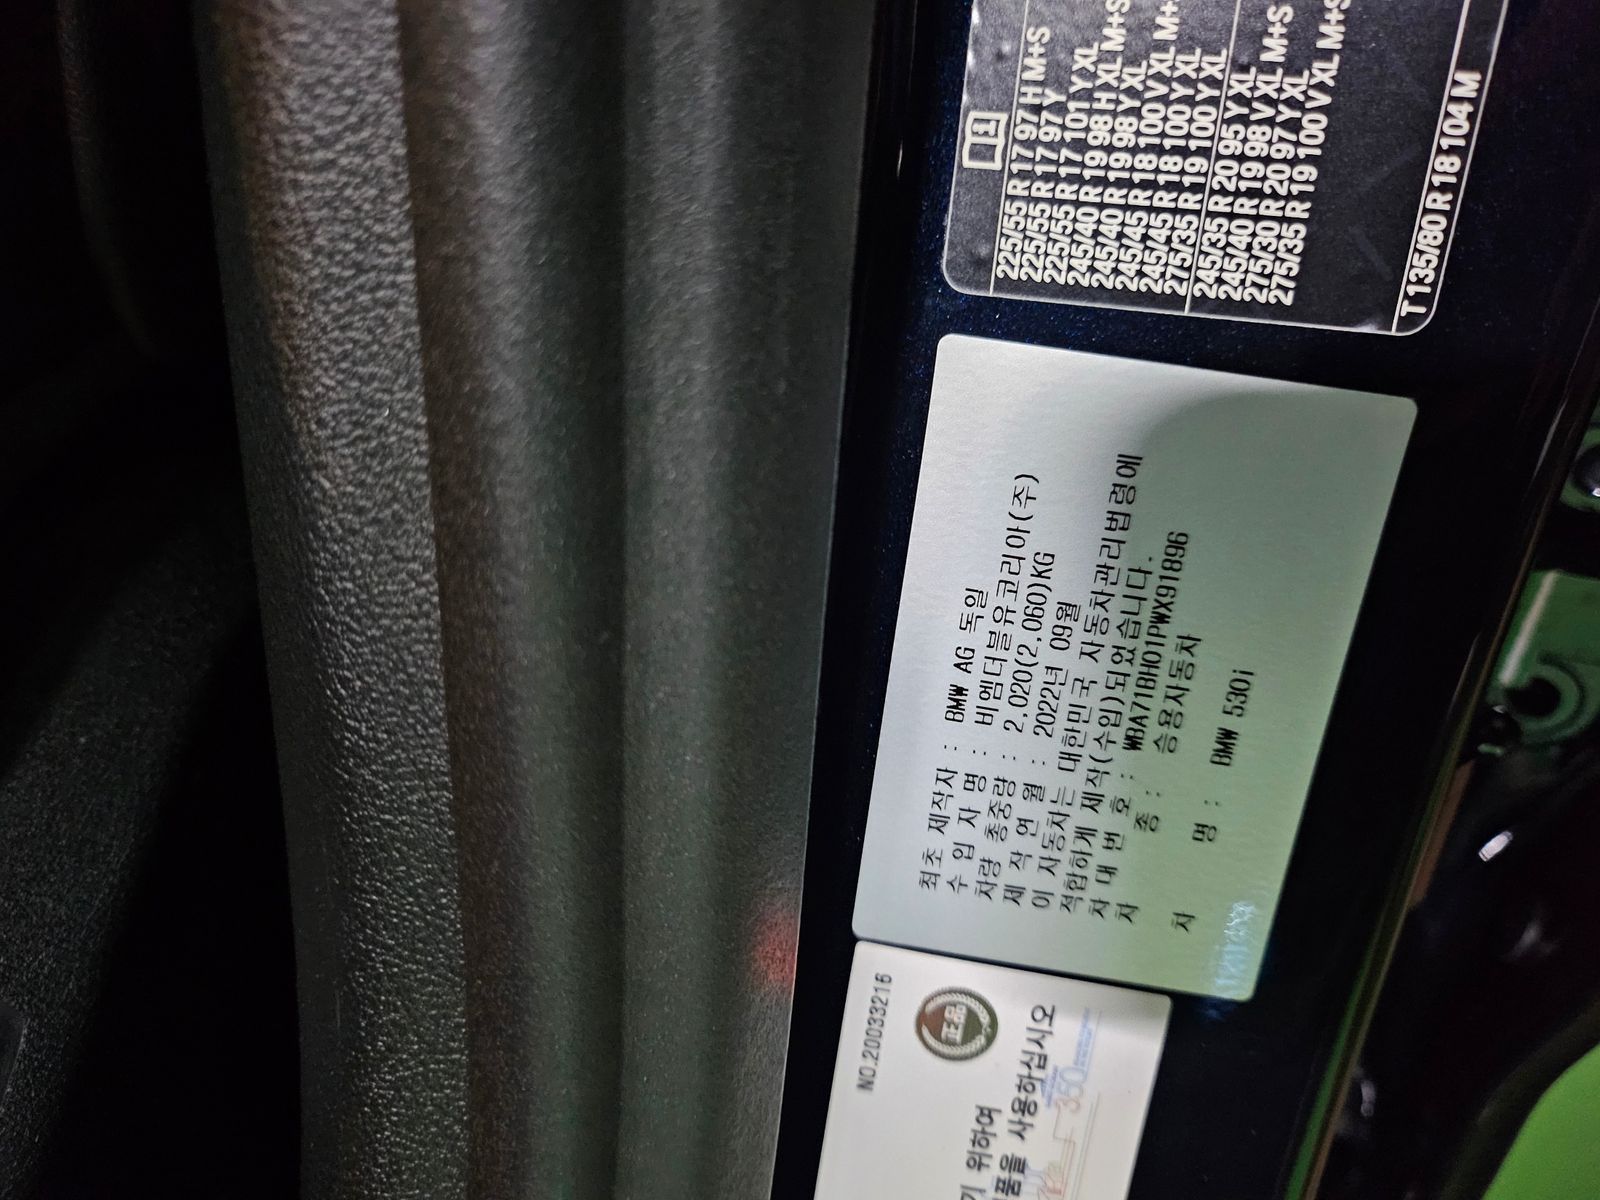 1
225/55 R 17 97 H M+S
225/55 R 17 97 Y
225/55 R 17 101 Y XL
245/40 R 19 98 H XL M+S
245/40 R 19 98 Y XL
245/45 R 18 100 V XL M+
245/45 R 18 100 Y XL
275/35 R 19 100 Y XL
245/35 R 20 95 Y XL
245/40 R 19 98 V XL M+S
275/30 R 20 97 Y XL
275/35 R 19 100 V XL M+S
T 135/80 R 18 104 M
최초 제작자 : BMW AG 독일
수 입 자 명 : 비엠더블유코리아(주)
차량 총중량 : 2,020(2,060)KG
제 작 연 월 : 2022년 09월
이 자동차는 대한민국 자동차관리법령에
적합하게 제작(수입)되었습니다.
차 대 번 호 : WBA71BH01PWX91896
차 종 : 승용자동차
차 명 : BMW 530i
NO.20033216
正品
기 위하여
품을 사용하십시오
350